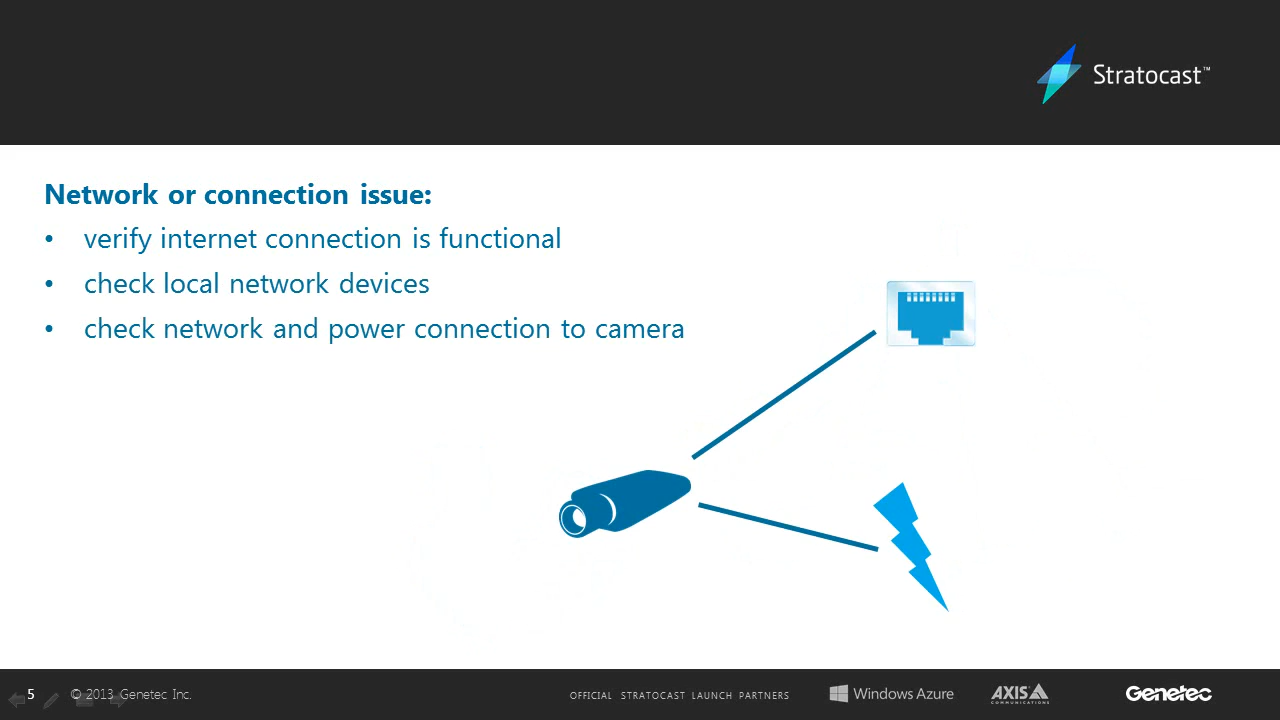 Stratocast™
Network or connection issue:
• verify internet connection is functional
• check local network devices
• check network and power connection to camera
5 © 2013 Genetec Inc. OFFICIAL STRATOCAST LAUNCH PARTNERS Windows Azure AXIS COMMUNICATIONS Genetec